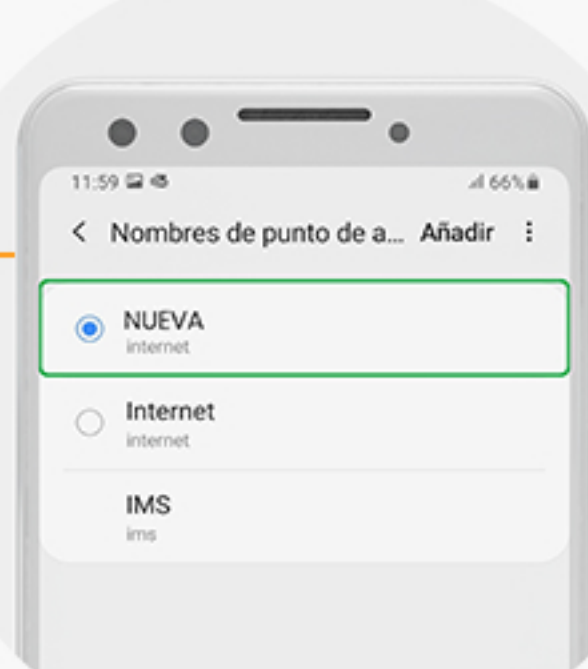 11:59
66%
Nombres de punto de a... Añadir
NUEVA
internet
Internet
internet
IMS
ims